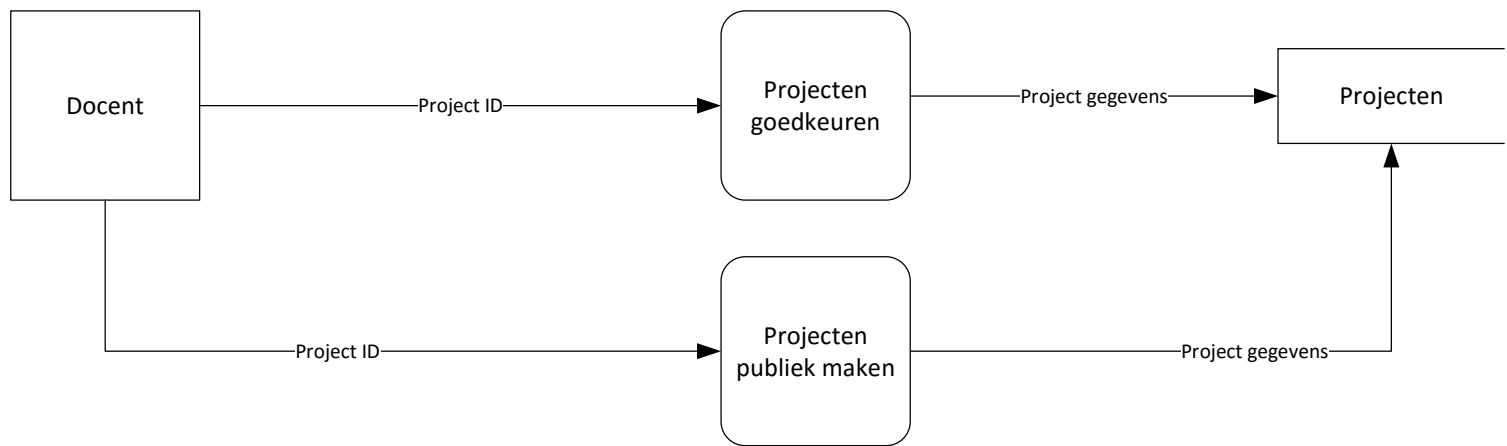 Docent
Project ID
Projecten
goedkeuren
Project gegevens
Projecten
Project ID
Projecten
publiek maken
Project gegevens